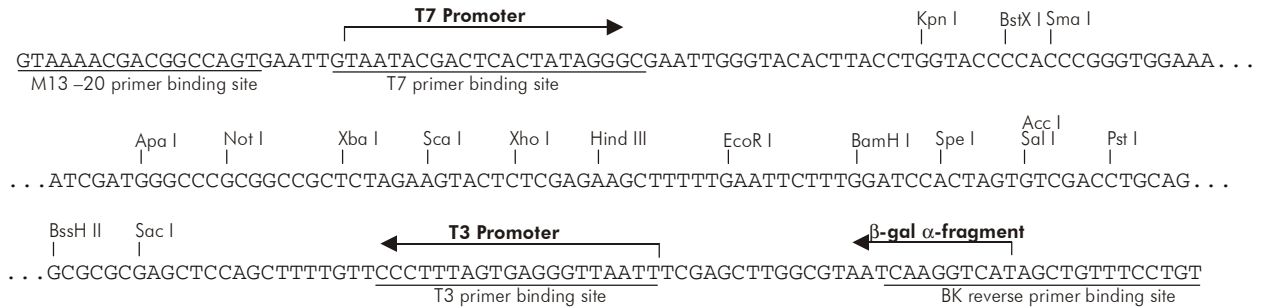 T7 Promoter
Kpn I BstX I Sma I
GTAAAACGACGGCCAGTGAATTGTAATACGACTCACTATAGGGCGAATTGGGTACACTTACCTGGTACCCCACCCGGGTGGAAA...
M13 –20 primer binding site T7 primer binding site
Acc I
Apa I Not I Xba I Sca I Xho I Hind III EcoR I BamH I Spe I Sal I Pst I
...ATCGATGGGCCCGCGGCCGCTCTAGAAGTACTCTCGAGAAGCTTTTTGAATTCTTTGGATCCACTAGTGTCGACCTGCAG...
BssH II Sac I T3 Promoter β-gal α-fragment
...GCGCGCGAGCTCCAGCTTTTGTTCCCTTTAGTGAGGGTTAATTTCGAGCTTGGCGTAATCAAGGTCATAGCTGTTTCCTGT
T3 primer binding site BK reverse primer binding site